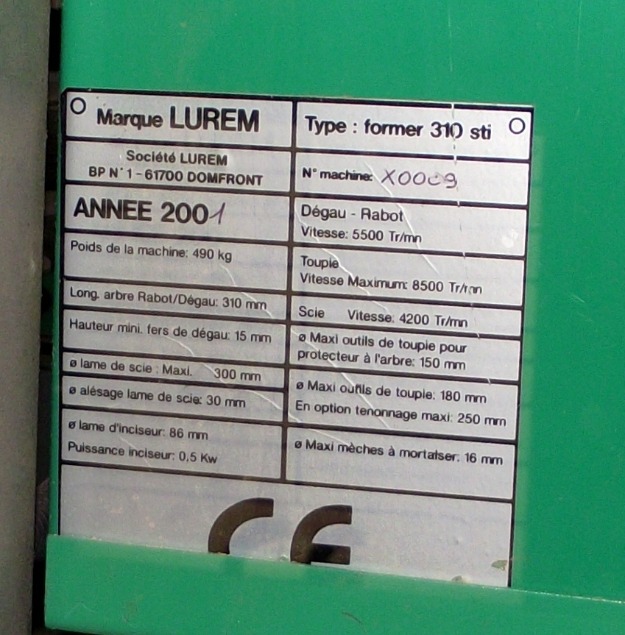 Marque LUREM
Type : former 310 sti
Société LUREM
BP N° 1 - 61700 DOMFRONT
N° machine: X0009
ANNEE 2001
Dégau - Rabot
Vitesse: 5500 Tr/mn
Poids de la machine: 490 kg
Toupie
Vitesse Maximum: 8500 Tr/mn
Long. arbre Rabot/Dégau: 310 mm
Scie Vitesse: 4200 Tr/mn
Hauteur mini. fers de dégau: 15 mm
ø Maxi outils de toupie pour
protecteur à l'arbre: 150 mm
ø lame de scie : Maxi. 300 mm
ø alésage lame de scie: 30 mm
ø Maxi outils de toupie: 180 mm
En option tenonnage maxi: 250 mm
ø lame d'inciseur: 86 mm
Puissance inciseur: 0,5 Kw
ø Maxi mèches à mortaiser: 16 mm
CE